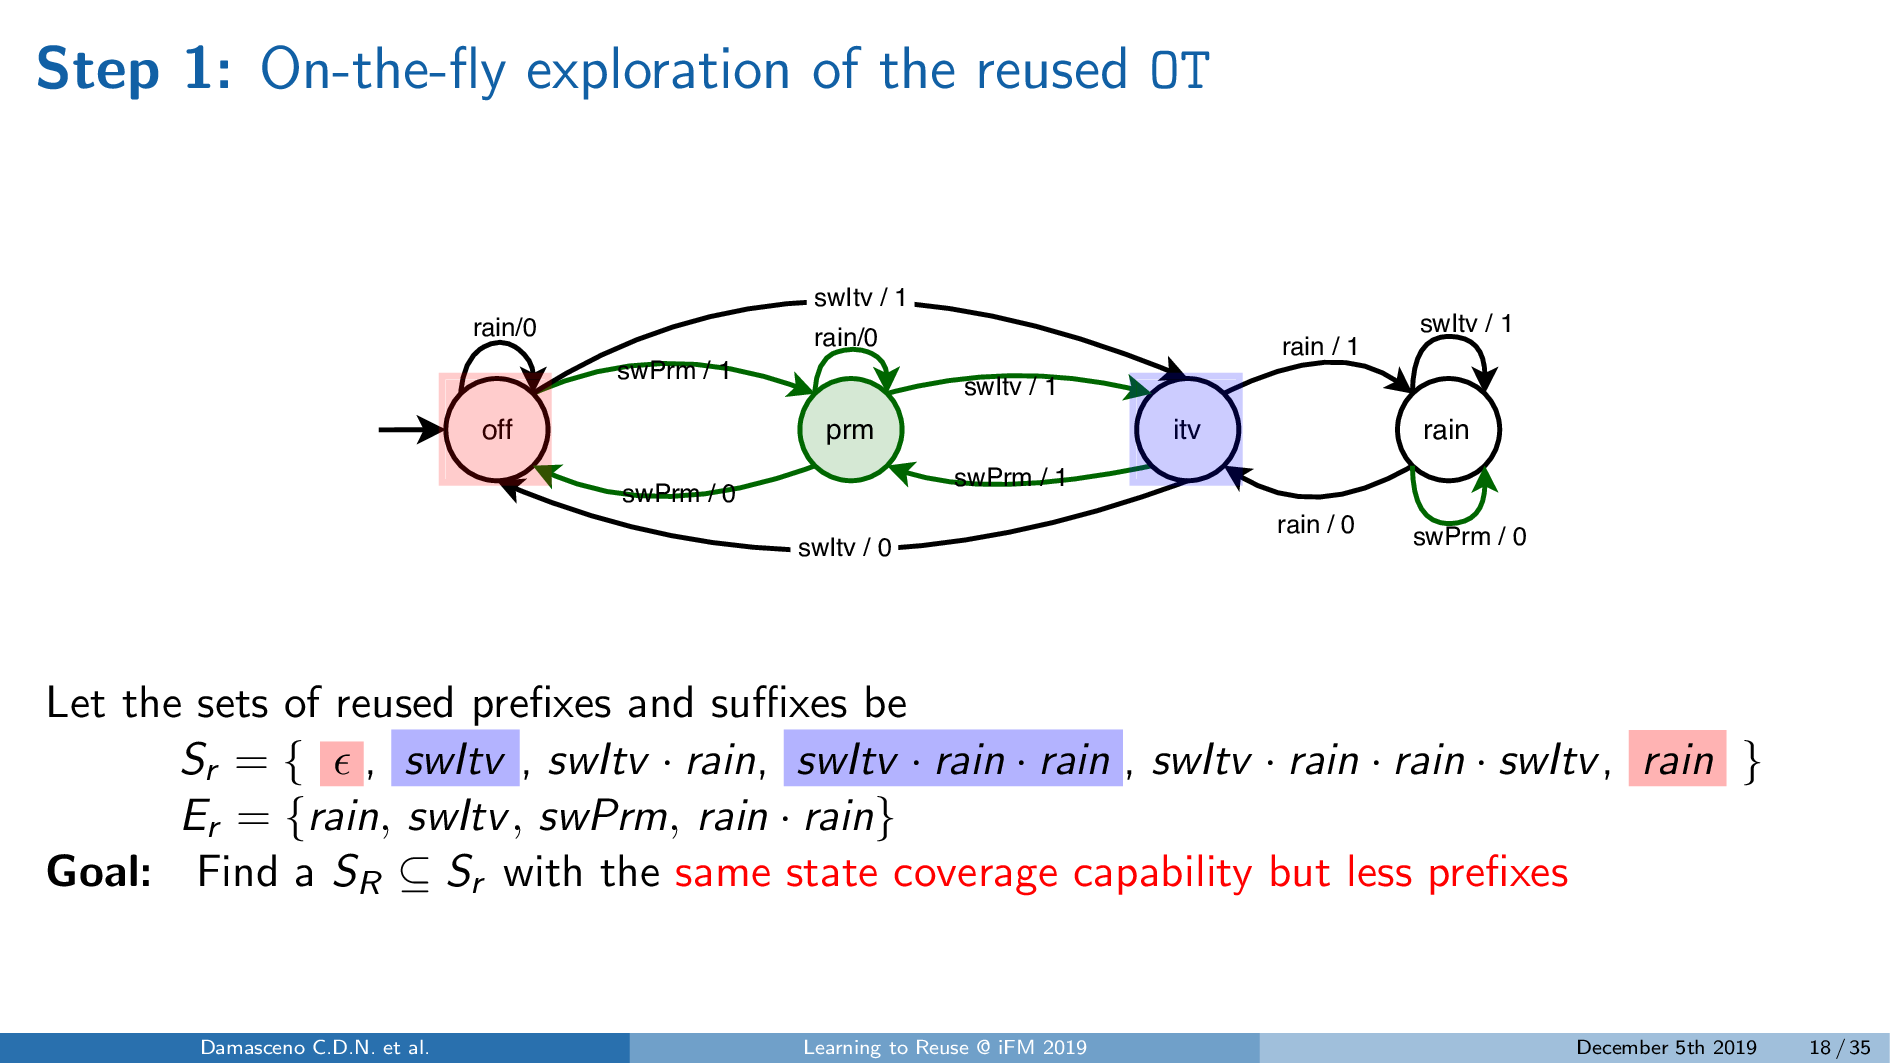 Step 1: On-the-fly exploration of the reused OT
swItv / 1
rain/0
rain/0
swItv / 1
rain / 1
swPrm / 1
swItv / 1
off
prm
itv
rain
swPrm / 0
swPrm / 1
rain / 0
swPrm / 0
swItv / 0
Let the sets of reused prefixes and suffixes be
S_r = { ϵ, swItv, swItv · rain, swItv · rain · rain, swItv · rain · rain · swItv, rain }
E_r = {rain, swItv, swPrm, rain · rain}
Goal: Find a S_R ⊆ S_r with the same state coverage capability but less prefixes
Damasceno C.D.N. et al. Learning to Reuse @ iFM 2019 December 5th 2019 18 / 35